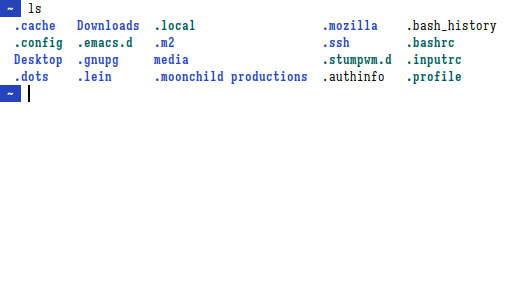 ~ ls
.cache Downloads .local .mozilla .bash_history
.config .emacs.d .m2 .ssh .bashrc
Desktop .gnupg media .stumpwm.d .inputrc
.dots .lein .moonchild productions .authinfo .profile
~